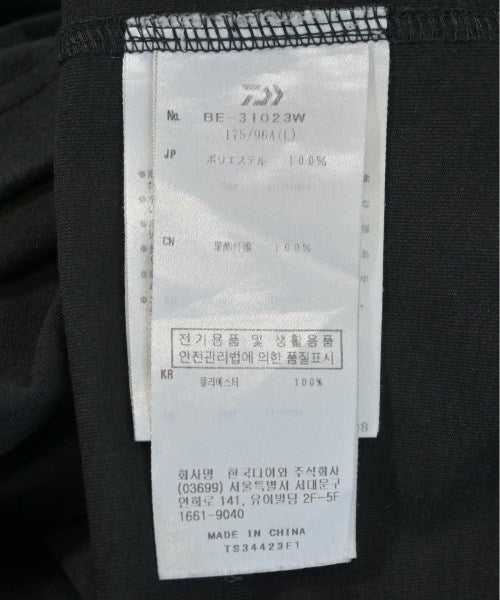 No. BE-31023W
175/96A(L)
JP ポリエステル 100%
CN 聚酯纤维 100%
전기용품 및 생활용품
안전관리법에 의한 품질표시
KR 폴리에스터 100%
회사명 한국다이와 주식회사
(03699) 서울특별시 서대문구
연희로 141, 유아빌딩 2F-5F
1661-9040
MADE IN CHINA
TS34423F1